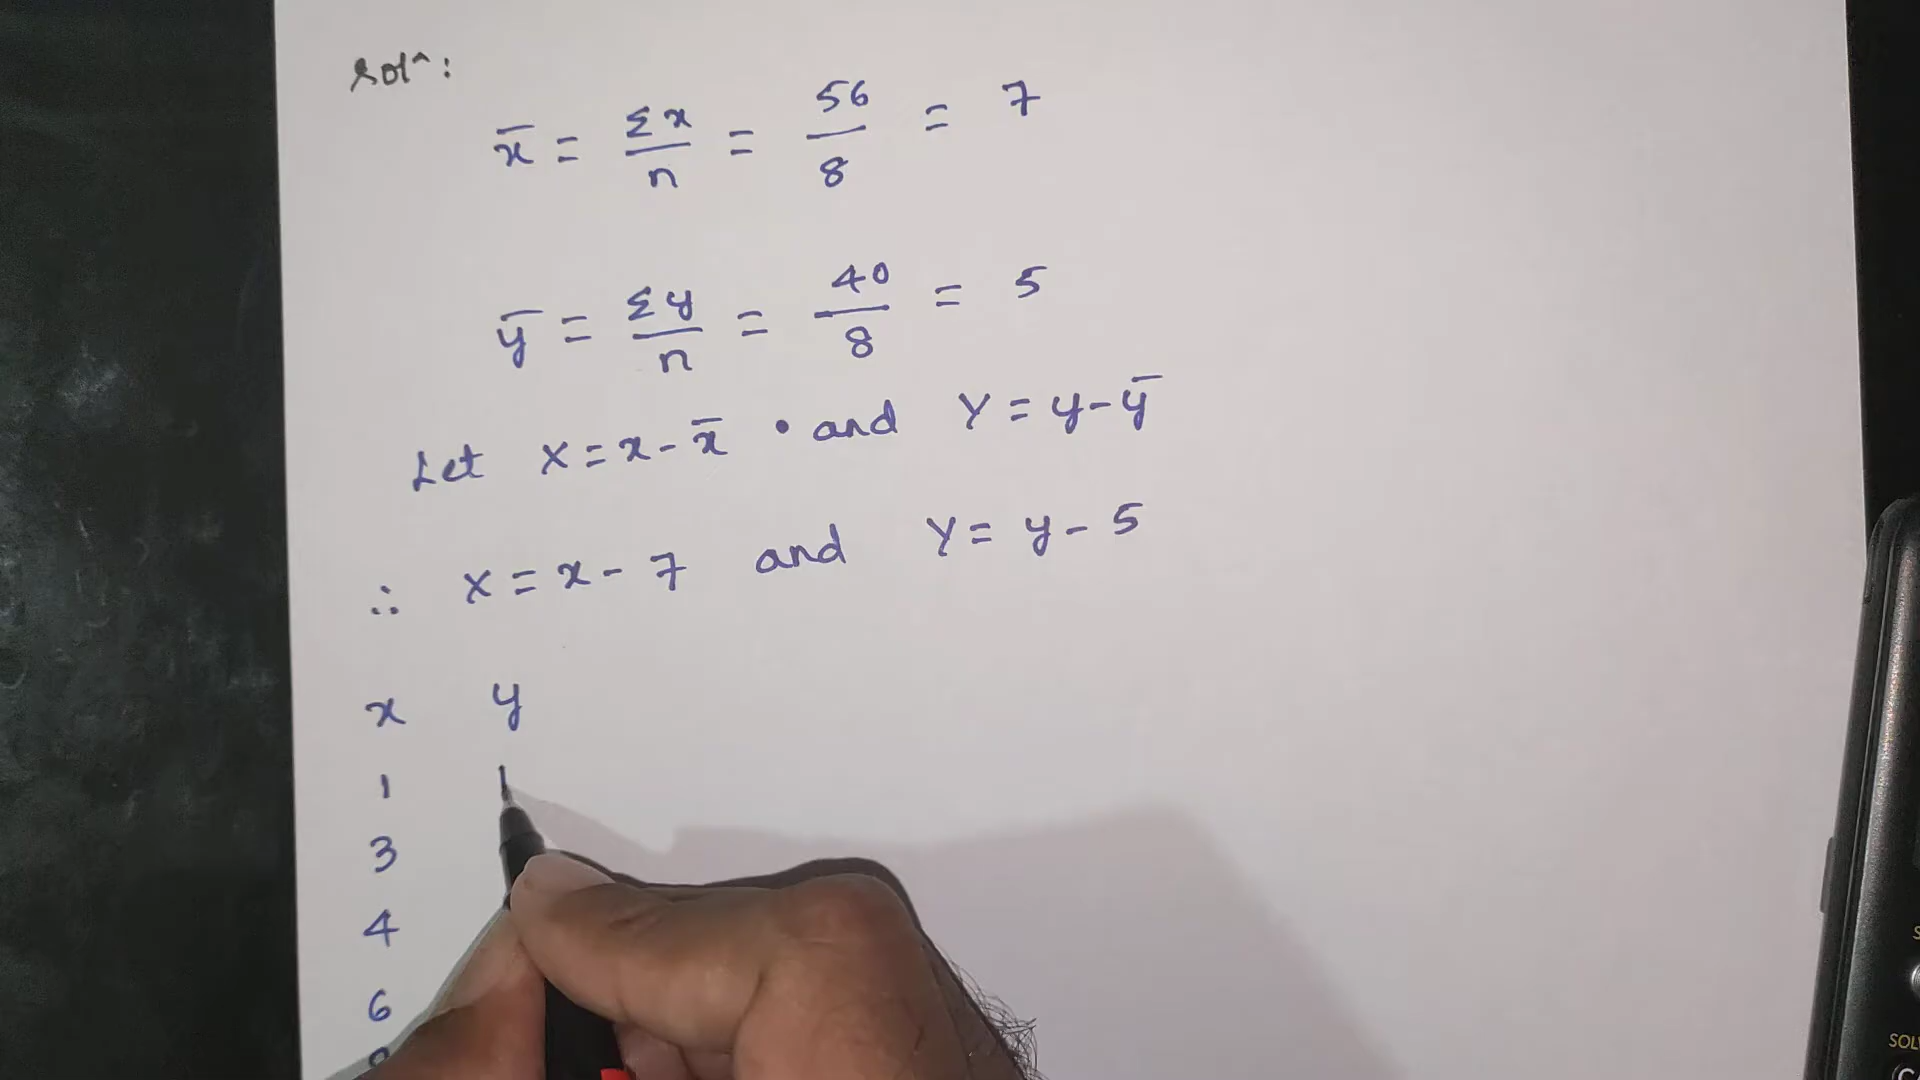 Solⁿ:
x̄ = Σx/n = 56/8 = 7
ȳ = Σy/n = 40/8 = 5
Let X = x - x̄ and Y = y - ȳ
∴ X = x - 7 and Y = y - 5
x y
1 1
3
4
6